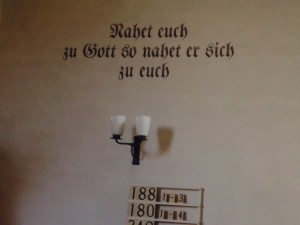 Nahet euch
zu Gott so nahet er sich
zu euch
188
180